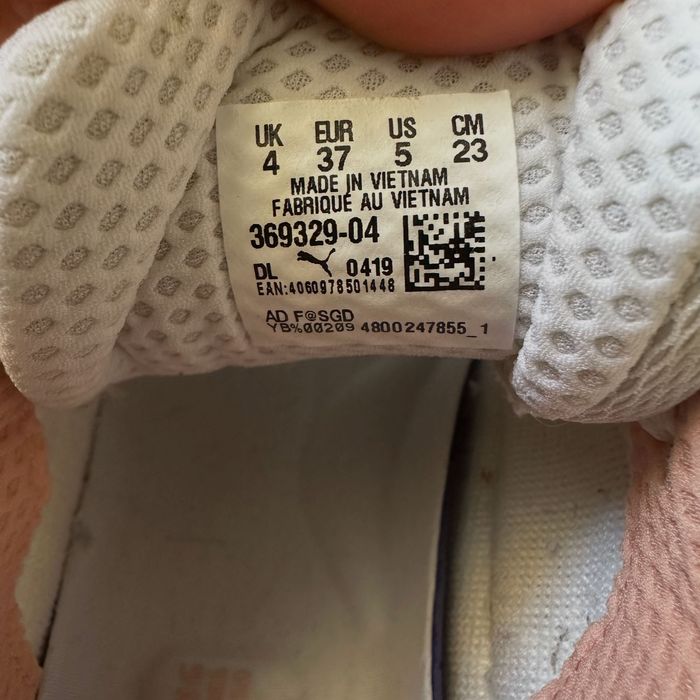 UK EUR US CM
4 37 5 23
MADE IN VIETNAM
FABRIQUÉ AU VIETNAM
369329-04
DL 0419
EAN:4060978501448
AD F@SGD
YB%00209 4800247855_1